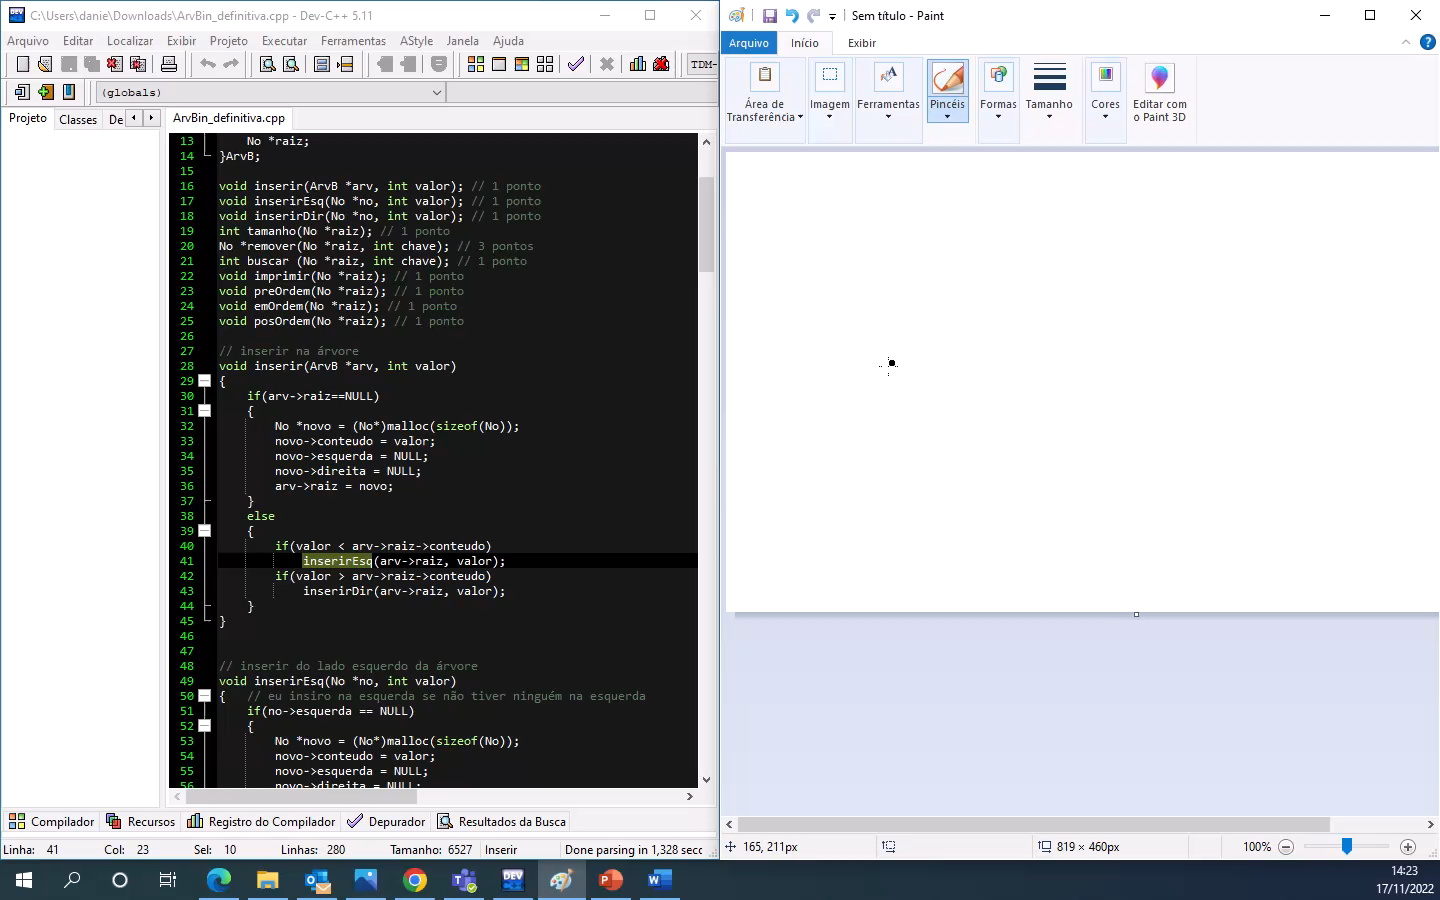 C:\Users\danie\Downloads\ArvBin_definitiva.cpp - Dev-C++ 5.11
Arquivo Editar Localizar Exibir Projeto Executar Ferramentas AStyle Janela Ajuda
TDM-
(globals)
Projeto Classes De
ArvBin_definitiva.cpp
13 No *raiz;
14 }ArvB;
15
16 void inserir(ArvB *arv, int valor); // 1 ponto
17 void inserirEsq(No *no, int valor); // 1 ponto
18 void inserirDir(No *no, int valor); // 1 ponto
19 int tamanho(No *raiz); // 1 ponto
20 No *remover(No *raiz, int chave); // 3 pontos
21 int buscar (No *raiz, int chave); // 1 ponto
22 void imprimir(No *raiz); // 1 ponto
23 void preOrdem(No *raiz); // 1 ponto
24 void emOrdem(No *raiz); // 1 ponto
25 void posOrdem(No *raiz); // 1 ponto
26
27 // inserir na árvore
28 void inserir(ArvB *arv, int valor)
29 {
30 if(arv->raiz==NULL)
31 {
32 No *novo = (No*)malloc(sizeof(No));
33 novo->conteudo = valor;
34 novo->esquerda = NULL;
35 novo->direita = NULL;
36 arv->raiz = novo;
37 }
38 else
39 {
40 if(valor < arv->raiz->conteudo)
41 inserirEsq(arv->raiz, valor);
42 if(valor > arv->raiz->conteudo)
43 inserirDir(arv->raiz, valor);
44 }
45 }
46
47
48 // inserir do lado esquerdo da árvore
49 void inserirEsq(No *no, int valor)
50 { // eu insiro na esquerda se não tiver ninguém na esquerda
51 if(no->esquerda == NULL)
52 {
53 No *novo = (No*)malloc(sizeof(No));
54 novo->conteudo = valor;
55 novo->esquerda = NULL;
56 novo->direita = NULL;
Compilador Recursos Registro do Compilador Depurador Resultados da Busca
Linha: 41 Col: 23 Sel: 10 Linhas: 280 Tamanho: 6527 Inserir Done parsing in 1,328 secc
Sem título - Paint
Arquivo Início Exibir
Área de
Transferência
Imagem
Ferramentas
Pincéis
Formas
Tamanho
Cores
Editar com
o Paint 3D
165, 211px
819 × 460px
100%
DEV
14:23
17/11/2022